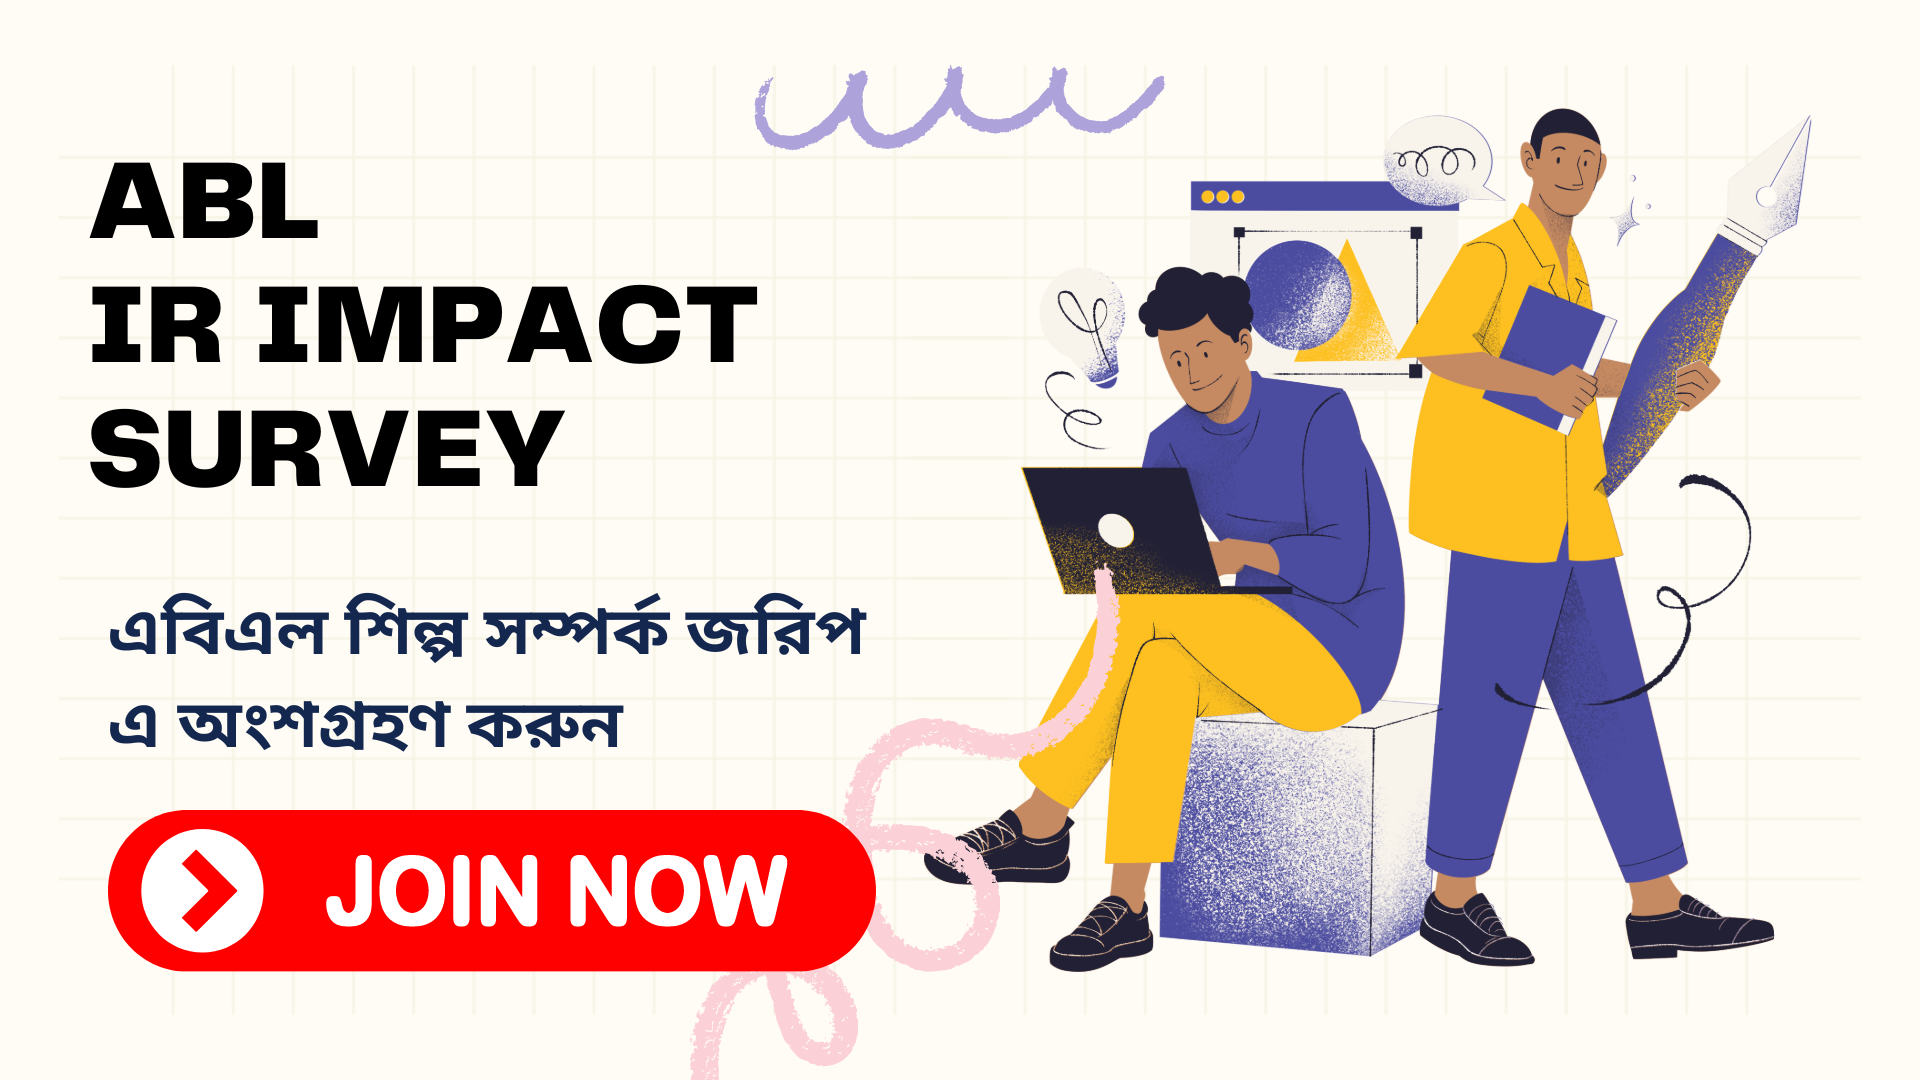 ABL
IR IMPACT
SURVEY
এবিএল শিল্প সম্পর্ক জরিপ
এ অংশগ্রহণ করুন
JOIN NOW